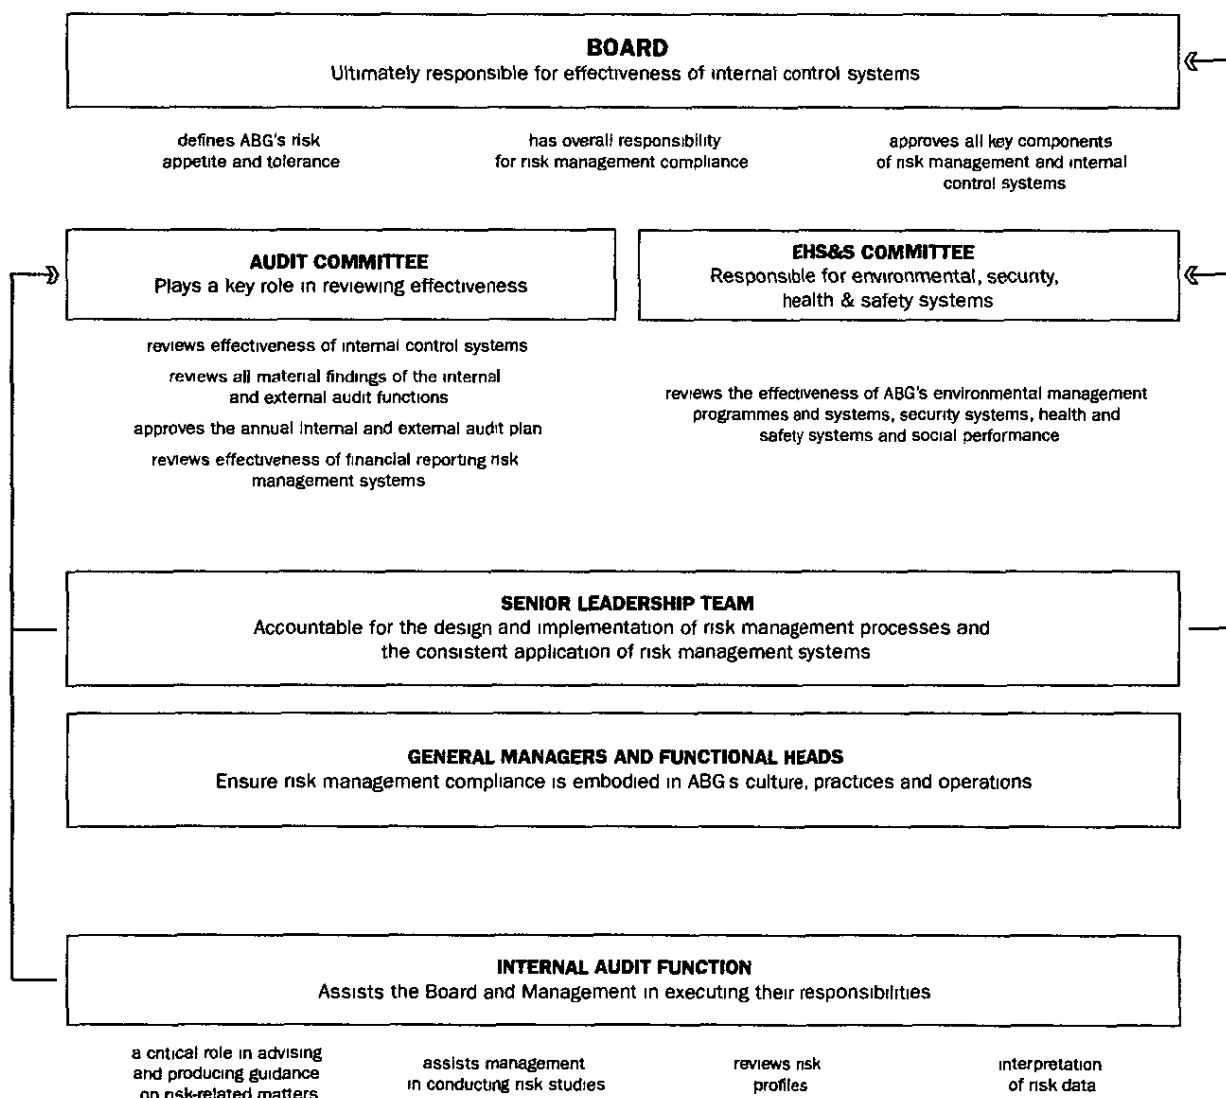 BOARD
Ultimately responsible for effectiveness of internal control systems
defines ABG's risk
appetite and tolerance
has overall responsibility
for risk management compliance
approves all key components
of risk management and internal
control systems
AUDIT COMMITTEE
Plays a key role in reviewing effectiveness
EHS&S COMMITTEE
Responsible for environmental, security,
health & safety systems
reviews effectiveness of internal control systems
reviews all material findings of the internal
and external audit functions
approves the annual internal and external audit plan
reviews effectiveness of financial reporting risk
management systems
reviews the effectiveness of ABG's environmental management
programmes and systems, security systems, health and
safety systems and social performance
SENIOR LEADERSHIP TEAM
Accountable for the design and implementation of risk management processes and
the consistent application of risk management systems
GENERAL MANAGERS AND FUNCTIONAL HEADS
Ensure risk management compliance is embodied in ABG s culture, practices and operations
INTERNAL AUDIT FUNCTION
Assists the Board and Management in executing their responsibilities
a critical role in advising
and producing guidance
on risk-related matters
assists management
in conducting risk studies
reviews risk
profiles
interpretation
of risk data